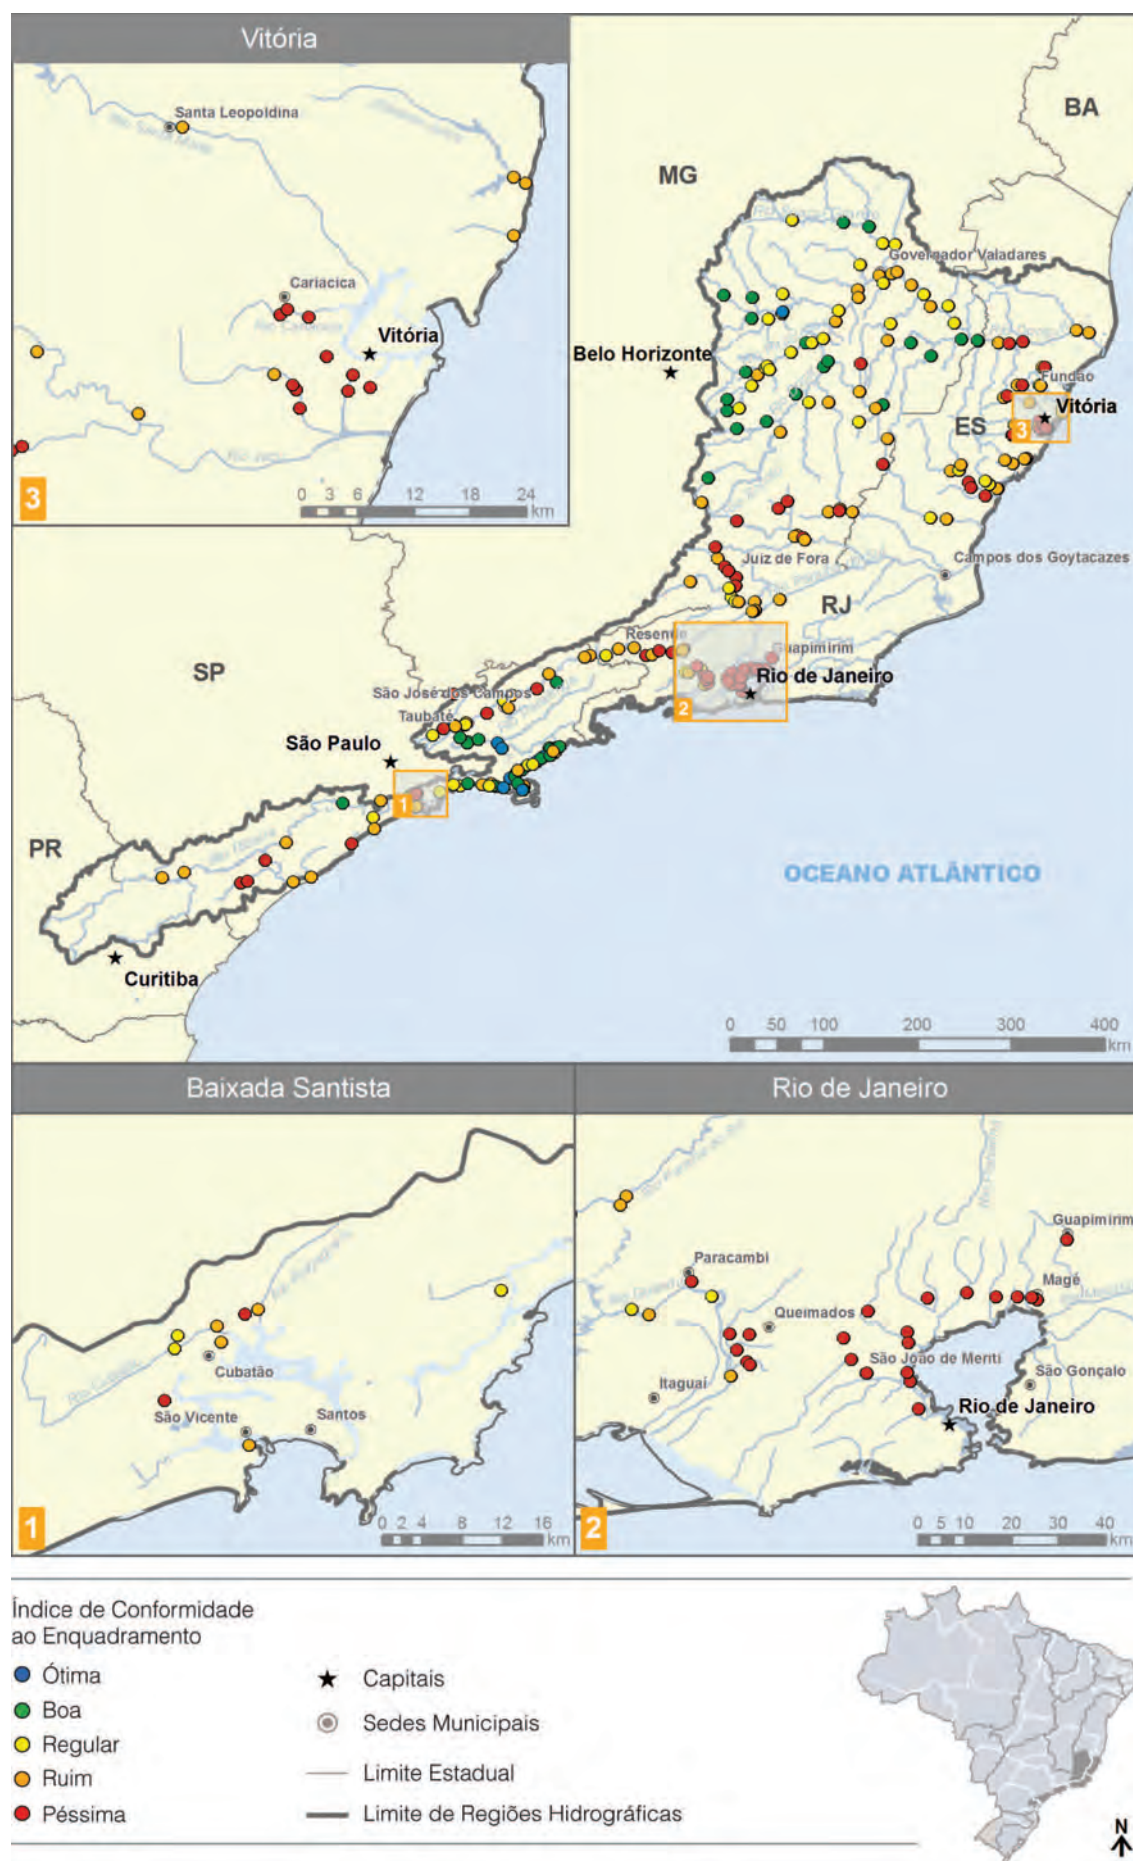 Vitória
Santa Leopoldina
Cariacica
Vitória
3
0 3 6 12 18 24
km
BA
MG
Governador Valadares
Belo Horizonte
Fundão
Vitória
ES
3
Juiz de Fora
Campos dos Goytacazes
RJ
Resende
Guapimirim
Rio de Janeiro
2
SP
São José dos Campos
Taubaté
São Paulo
1
PR
OCEANO ATLÂNTICO
Curitiba
0 50 100 200 300 400
km
Baixada Santista
Cubatão
São Vicente
Santos
1
0 2 4 8 12 16
km
Rio de Janeiro
Guapimirim
Paracambi
Magé
Queimados
São João de Meriti
Itaguaí
São Gonçalo
Rio de Janeiro
2
0 5 10 20 30 40
km
Índice de Conformidade
ao Enquadramento
Ótima
Boa
Regular
Ruim
Péssima
Capitais
Sedes Municipais
Limite Estadual
Limite de Regiões Hidrográficas
N